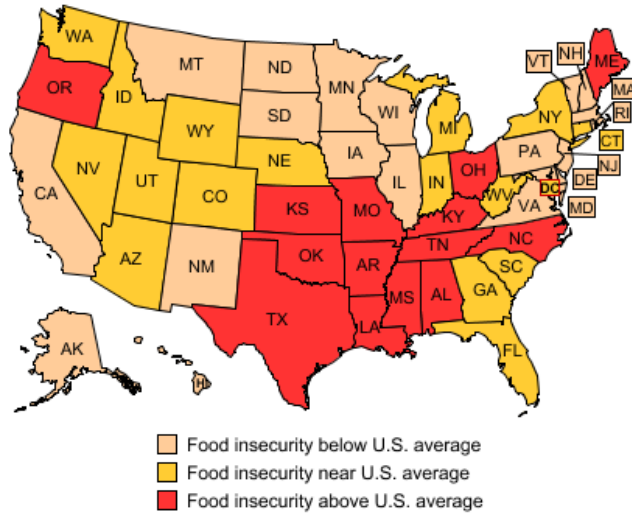 WA
MT
ND
MN
VT
NH
ME
OR
ID
SD
WI
MI
NY
MA
RI
WY
CT
NV
NE
IA
PA
NJ
UT
CO
IL
IN
OH
WV
DC
DE
CA
KS
MO
KY
VA
MD
AZ
NM
OK
AR
TN
NC
TX
LA
MS
AL
GA
SC
FL
AK
H
Food insecurity below U.S. average
Food insecurity near U.S. average
Food insecurity above U.S. average